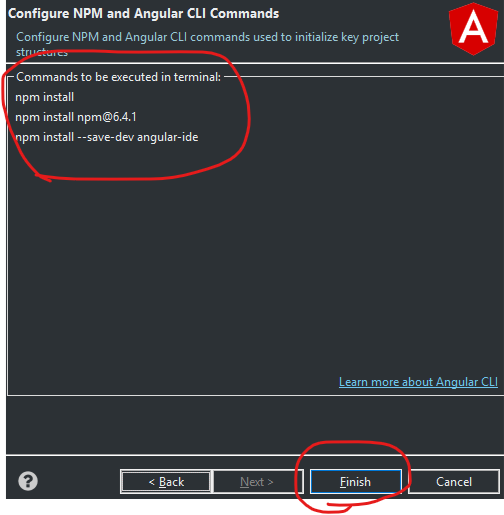 Configure NPM and Angular CLI Commands
Configure NPM and Angular CLI commands used to initialize key project
structures
Commands to be executed in terminal:
npm install
npm install npm@6.4.1
npm install --save-dev angular-ide
Learn more about Angular CLI
? < Back Next > Finish Cancel